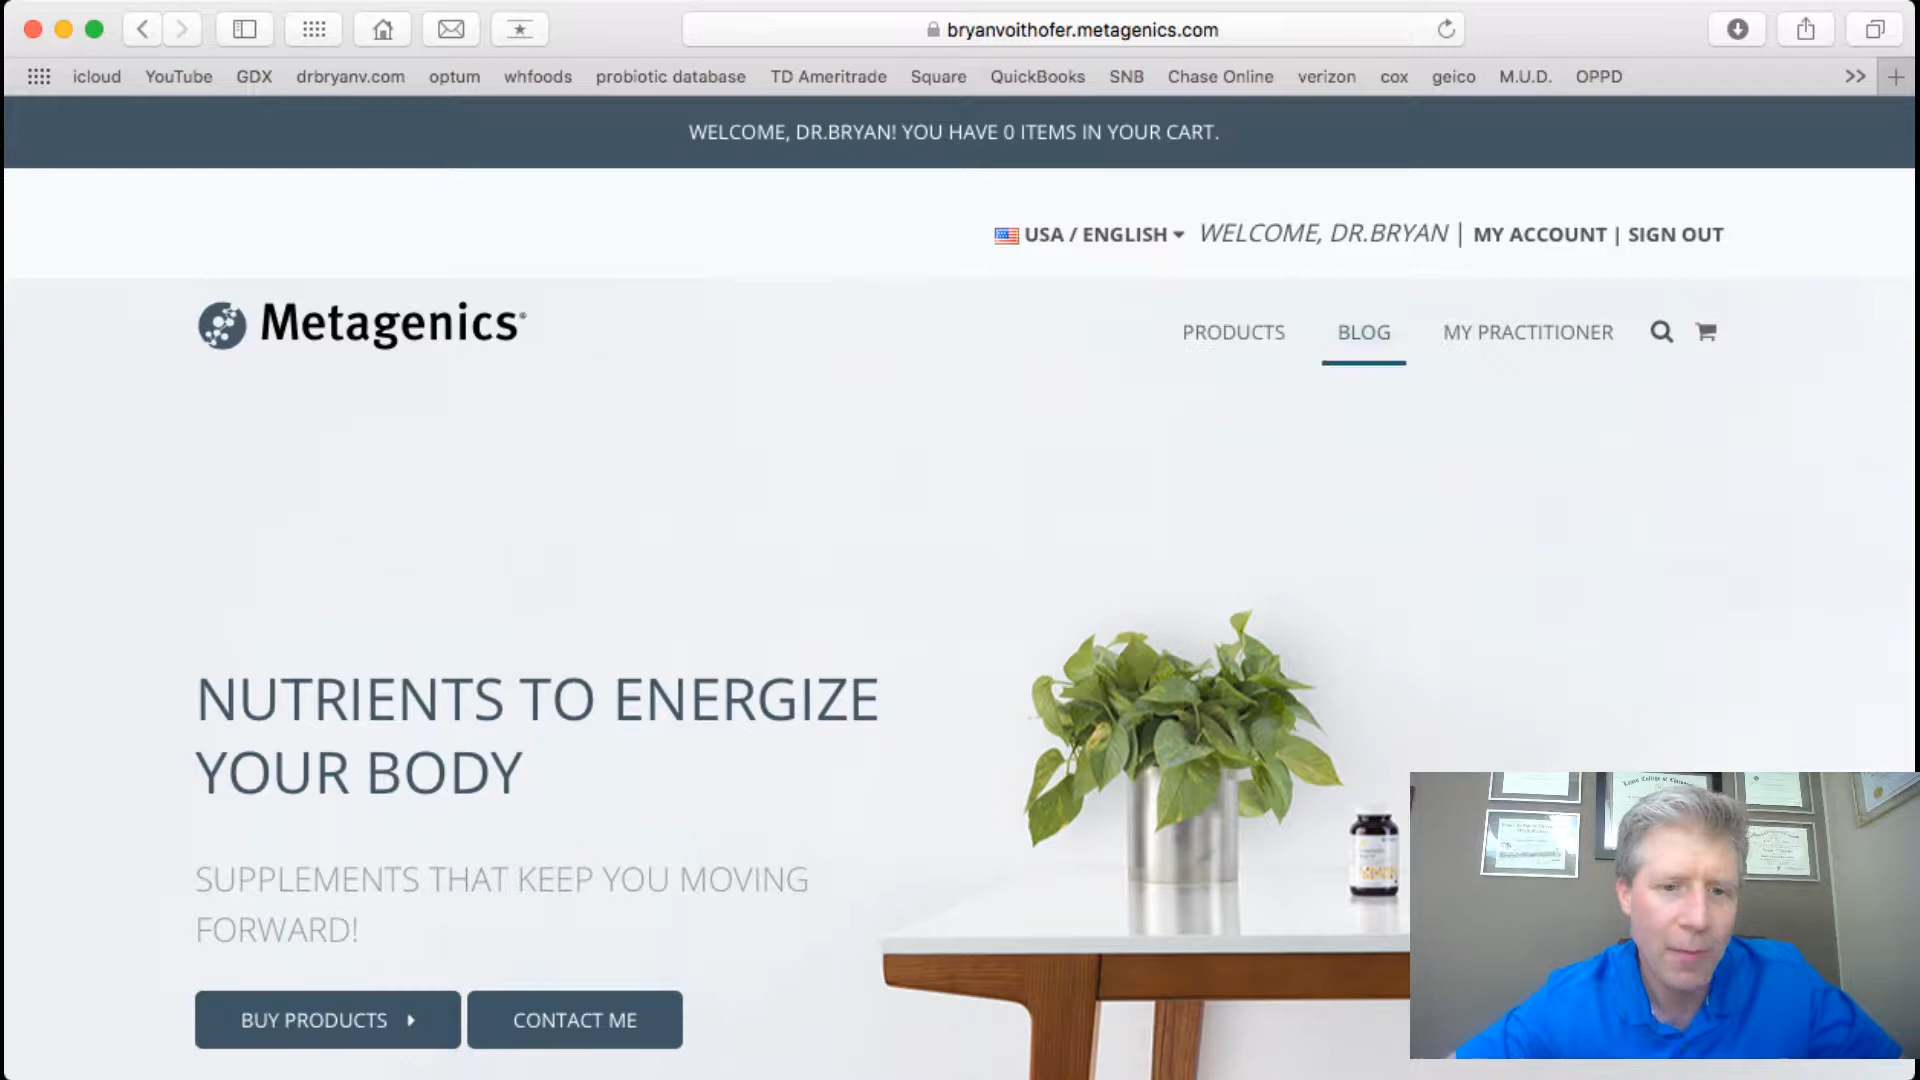 bryanvoithofer.metagenics.com
icloud YouTube GDX drbryanv.com optum whfoods probiotic database TD Ameritrade Square QuickBooks SNB Chase Online verizon cox geico M.U.D. OPPD
WELCOME, DR.BRYAN! YOU HAVE 0 ITEMS IN YOUR CART.
USA / ENGLISH WELCOME, DR.BRYAN | MY ACCOUNT | SIGN OUT
Metagenics®
PRODUCTS BLOG MY PRACTITIONER
NUTRIENTS TO ENERGIZE
YOUR BODY
SUPPLEMENTS THAT KEEP YOU MOVING
FORWARD!
BUY PRODUCTS CONTACT ME